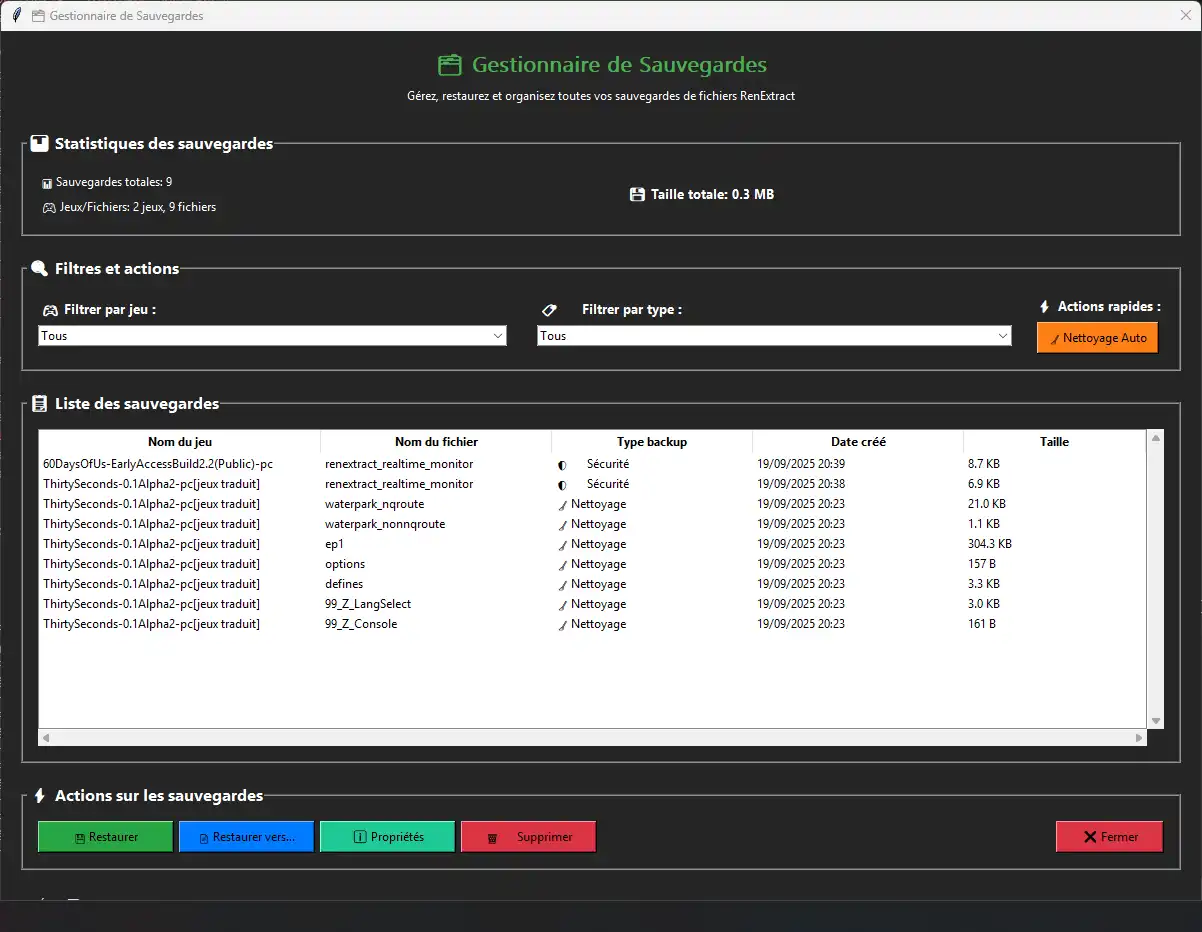 Gestionnaire de Sauvegardes
Gestionnaire de Sauvegardes
Gérez, restaurez et organisez toutes vos sauvegardes de fichiers RenExtract
Statistiques des sauvegardes
Sauvegardes totales: 9
Jeux/Fichiers: 2 jeux, 9 fichiers
Taille totale: 0.3 MB
Filtres et actions
Filtrer par jeu :
Filtrer par type :
Actions rapides :
Tous
Tous
Nettoyage Auto
Liste des sauvegardes
Nom du jeu Nom du fichier Type backup Date créé Taille
60DaysOfUs-EarlyAccessBuild2.2(Public)-pc renextract_realtime_monitor Sécurité 19/09/2025 20:39 8.7 KB
ThirtySeconds-0.1Alpha2-pc[jeux traduit] renextract_realtime_monitor Sécurité 19/09/2025 20:38 6.9 KB
ThirtySeconds-0.1Alpha2-pc[jeux traduit] waterpark_nqroute Nettoyage 19/09/2025 20:23 21.0 KB
ThirtySeconds-0.1Alpha2-pc[jeux traduit] waterpark_nonnqroute Nettoyage 19/09/2025 20:23 1.1 KB
ThirtySeconds-0.1Alpha2-pc[jeux traduit] ep1 Nettoyage 19/09/2025 20:23 304.3 KB
ThirtySeconds-0.1Alpha2-pc[jeux traduit] options Nettoyage 19/09/2025 20:23 157 B
ThirtySeconds-0.1Alpha2-pc[jeux traduit] defines Nettoyage 19/09/2025 20:23 3.3 KB
ThirtySeconds-0.1Alpha2-pc[jeux traduit] 99_Z_LangSelect Nettoyage 19/09/2025 20:23 3.0 KB
ThirtySeconds-0.1Alpha2-pc[jeux traduit] 99_Z_Console Nettoyage 19/09/2025 20:23 161 B
Actions sur les sauvegardes
Restaurer
Restaurer vers...
Propriétés
Supprimer
Fermer